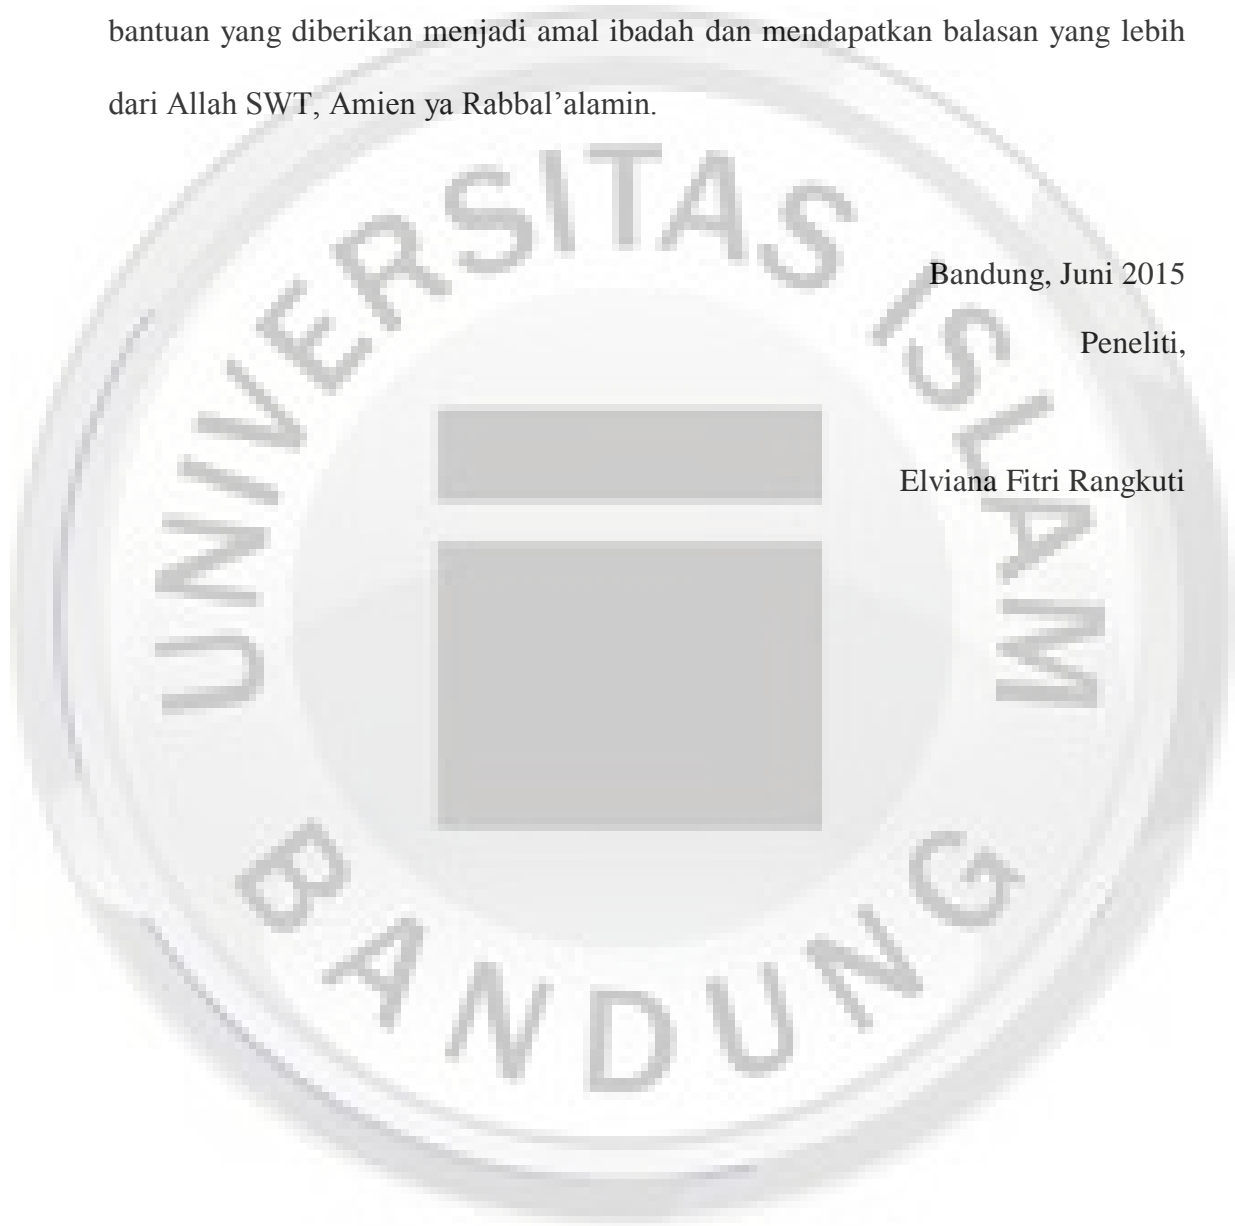 bantuan yang diberikan menjadi amal ibadah dan mendapatkan balasan yang lebih
dari Allah SWT, Amien ya Rabbal’alamin.
UNIVERSITAS ISLAM
Bandung, Juni 2015
Peneliti,
Elviana Fitri Rangkuti
BANDUNG